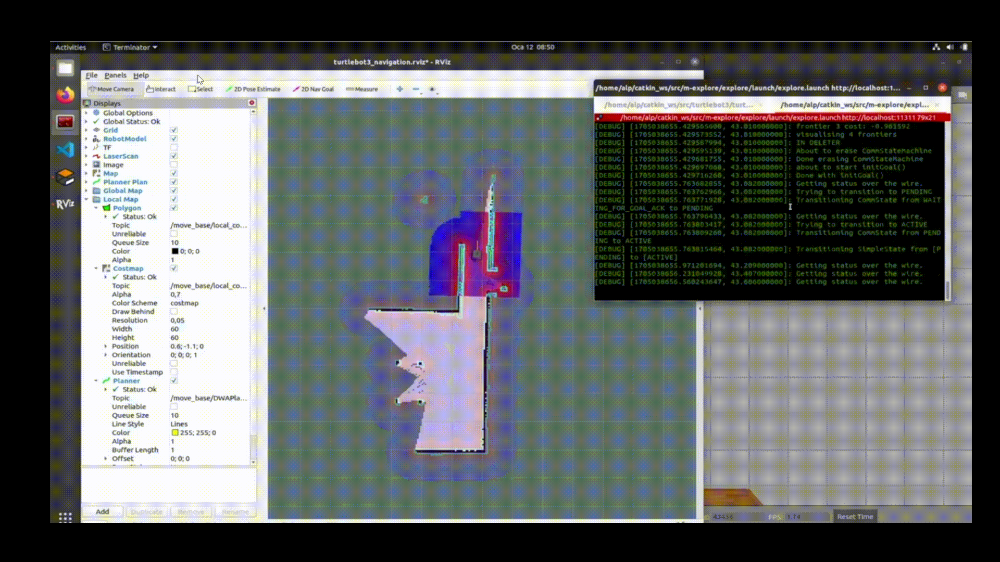 Activities
Terminator
Oca 12 08:50
turtlebot3_navigation.rviz* - RViz
File Panels Help
Move Camera Interact Select 2D Pose Estimate 2D Nav Goal Measure
Displays
Global Options
Global Status: Ok
Grid
RobotModel
TF
LaserScan
Image
Map
Planner Plan
Global Map
Local Map
Polygon
Status: Ok
Topic /move_base/local_co...
Unreliable
Queue Size 10
Color 0; 0; 0
Alpha 1
Costmap
Status: Ok
Topic /move_base/local_co...
Alpha 0,7
Color Scheme costmap
Draw Behind
Resolution 0,05
Width 60
Height 60
Position 0.6; -1.1; 0
Orientation 0; 0; 0; 1
Unreliable
Use Timestamp
Planner
Status: Ok
Topic /move_base/DWAPla...
Unreliable
Queue Size 10
Line Style Lines
Color 255; 255; 0
Alpha 1
Buffer Length 1
Offset 0; 0; 0
Add Duplicate Remove Rename
RViz
/home/alp/catkin_ws/src/m-explore/explore/launch/explore.launch http://localhost:1...
/home/alp/catkin_ws/src/turtlebot3/turt...
/home/alp/catkin_ws/src/m-explore/expl...
/home/alp/catkin_ws/src/m-explore/explore/launch/explore.launch http://localhost:11311 79x21
[DEBUG] [1705038655.429565600, 43.010000000]: frontier 3 cost: -0.961592
[DEBUG] [1705038655.429573552, 43.010000000]: visualising 4 frontiers
[DEBUG] [1705038655.429587994, 43.010000000]: IN DELETER
[DEBUG] [1705038655.429595139, 43.010000000]: About to erase CommStateMachine
[DEBUG] [1705038655.429681755, 43.010000000]: Done erasing CommStateMachine
[DEBUG] [1705038655.429697068, 43.010000000]: about to start initGoal()
[DEBUG] [1705038655.429716260, 43.010000000]: Done with initGoal()
[DEBUG] [1705038655.763682855, 43.082000000]: Getting status over the wire.
[DEBUG] [1705038655.763762966, 43.082000000]: Trying to transition to PENDING
[DEBUG] [1705038655.763771928, 43.082000000]: Transitioning CommState from WAIT
ING_FOR_GOAL_ACK to PENDING
[DEBUG] [1705038655.763796433, 43.082000000]: Getting status over the wire.
[DEBUG] [1705038655.763803417, 43.082000000]: Trying to transition to ACTIVE
[DEBUG] [1705038655.763809260, 43.082000000]: Transitioning CommState from PEND
ING to ACTIVE
[DEBUG] [1705038655.763815464, 43.082000000]: Transitioning SimpleState from [P
ENDING] to [ACTIVE]
[DEBUG] [1705038655.971201694, 43.209000000]: Getting status over the wire.
[DEBUG] [1705038656.231049928, 43.407000000]: Getting status over the wire.
[DEBUG] [1705038656.560243647, 43.606000000]: Getting status over the wire.
FPS: 1.74 Reset Time